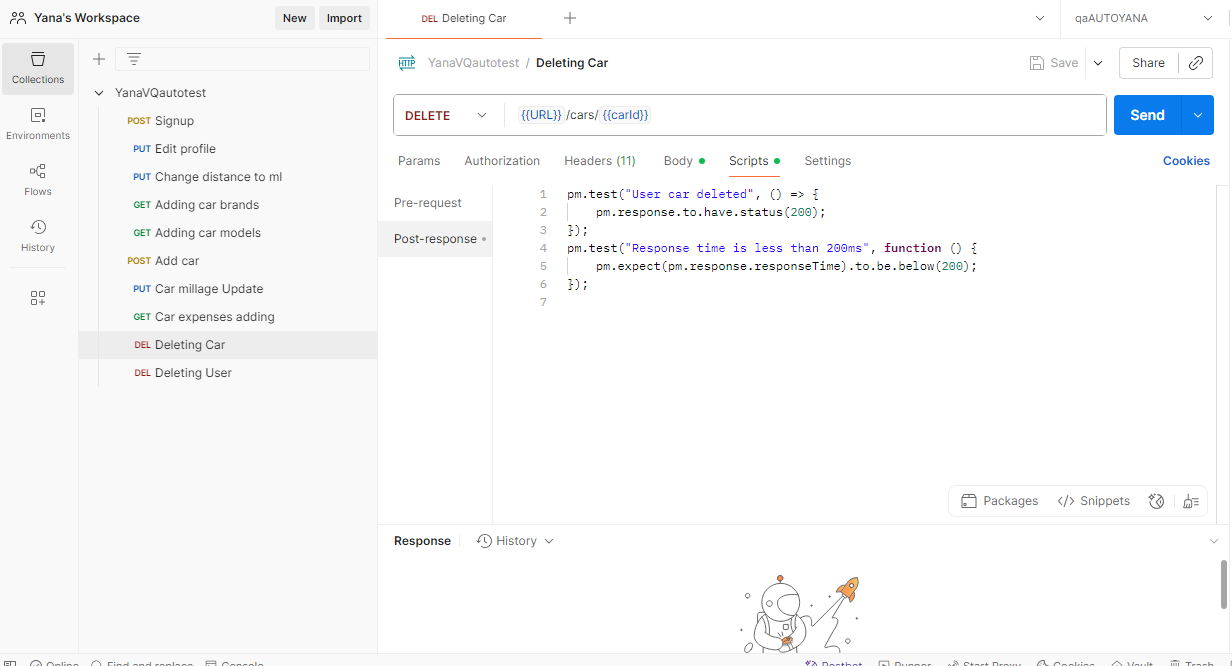 Yana's Workspace
New
Import
DEL Deleting Car
qaAUTOYANA
Collections
Environments
Flows
History
YanaVQautotest
POST Signup
PUT Edit profile
PUT Change distance to ml
GET Adding car brands
GET Adding car models
POST Add car
PUT Car millage Update
GET Car expenses adding
DEL Deleting Car
DEL Deleting User
HTTP YanaVQautotest / Deleting Car
Save
Share
DELETE
{{URL}} /cars/ {{carId}}
Send
Params
Authorization
Headers (11)
Body
Scripts
Settings
Cookies
Pre-request
Post-response
1 pm.test("User car deleted", () => {
2 pm.response.to.have.status(200);
3 });
4 pm.test("Response time is less than 200ms", function () {
5 pm.expect(pm.response.responseTime).to.be.below(200);
6 });
7
Packages
Snippets
Response
History
Online
Find and replace
Console
Postbot
Runner
Start Proxy
Cookies
Vault
Trash